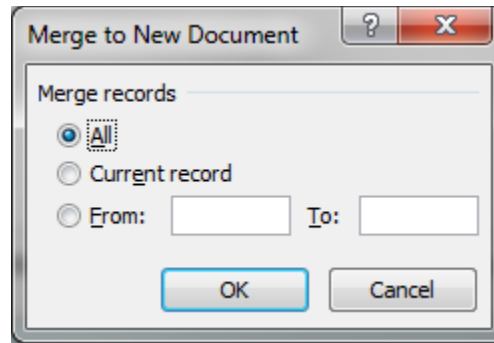 Merge to New Document ?
Merge records
All
Current record
From: To:
OK Cancel